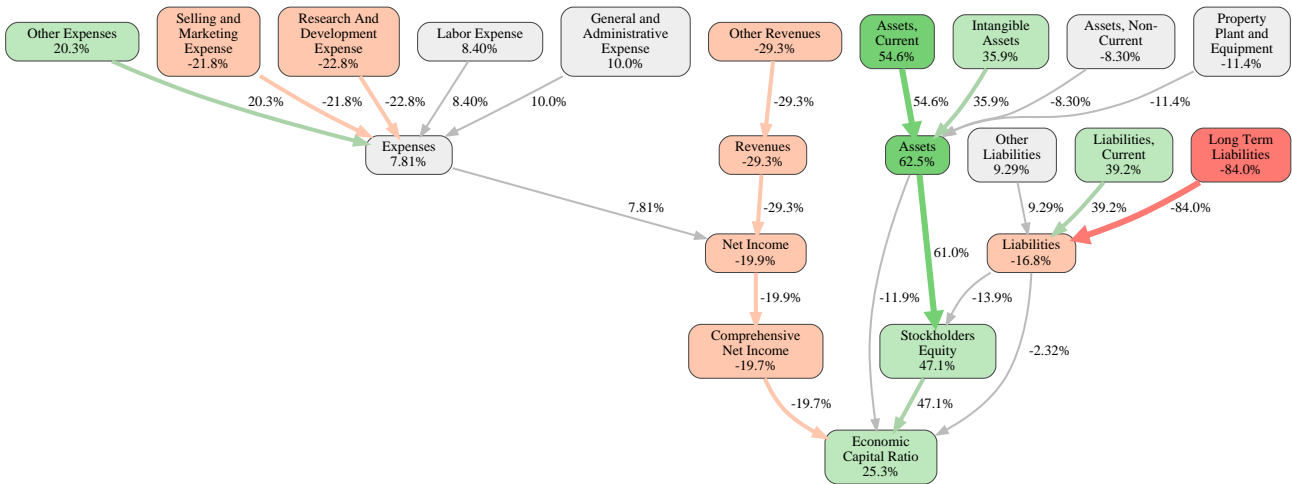 Other Expenses
20.3%
Selling and
Marketing
Expense
-21.8%
Research And
Development
Expense
-22.8%
Labor Expense
8.40%
General and
Administrative
Expense
10.0%
Other Revenues
-29.3%
Assets,
Current
54.6%
Intangible
Assets
35.9%
Assets, Non-
Current
-8.30%
Property
Plant and
Equipment
-11.4%
20.3%
-21.8%
-22.8%
8.40%
10.0%
-29.3%
54.6%
35.9%
-8.30%
-11.4%
Expenses
7.81%
Revenues
-29.3%
Assets
62.5%
Other
Liabilities
9.29%
Liabilities,
Current
39.2%
Long Term
Liabilities
-84.0%
7.81%
-29.3%
9.29%
39.2%
-84.0%
Net Income
-19.9%
61.0%
Liabilities
-16.8%
-19.9%
-11.9%
-13.9%
Comprehensive
Net Income
-19.7%
Stockholders
Equity
47.1%
-2.32%
-19.7%
47.1%
Economic
Capital Ratio
25.3%